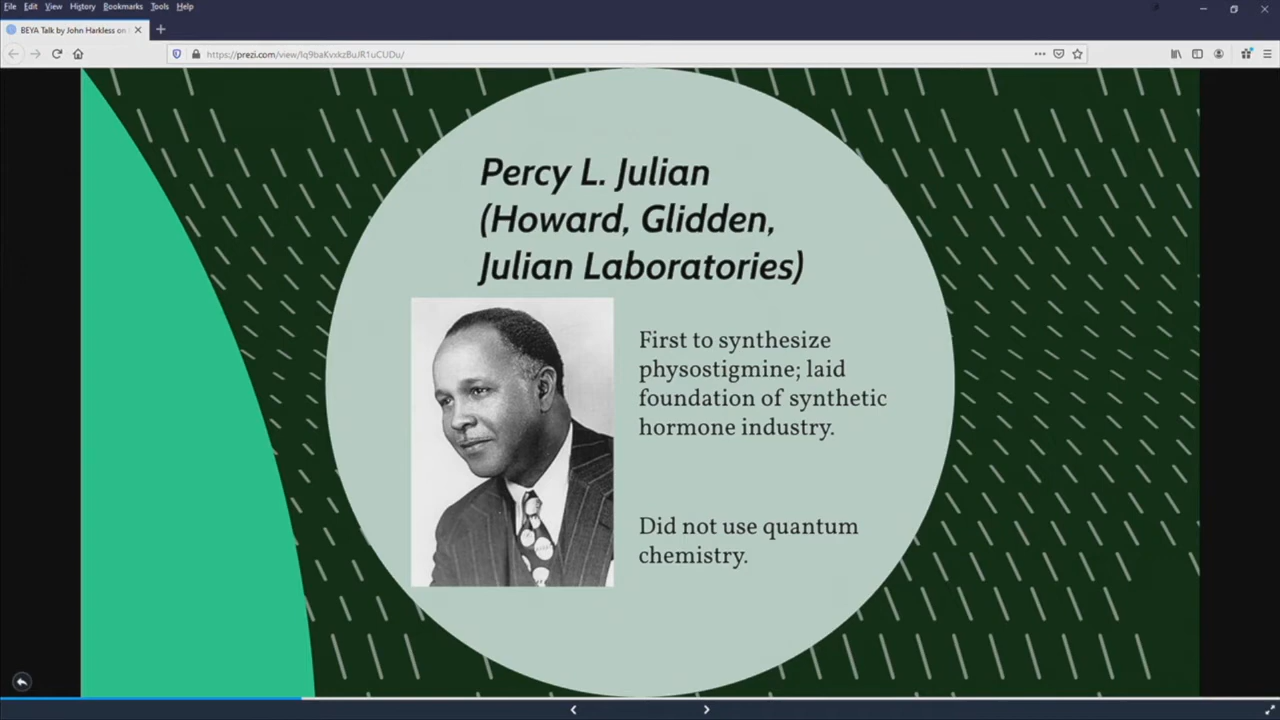 File Edit View History Bookmarks Tools Help
BEYA Talk by John Harkless on
https://prezi.com/view/lq9baKvxkzBuJR1uCUDu/
Percy L. Julian
(Howard, Glidden,
Julian Laboratories)
First to synthesize
physostigmine; laid
foundation of synthetic
hormone industry.
Did not use quantum
chemistry.